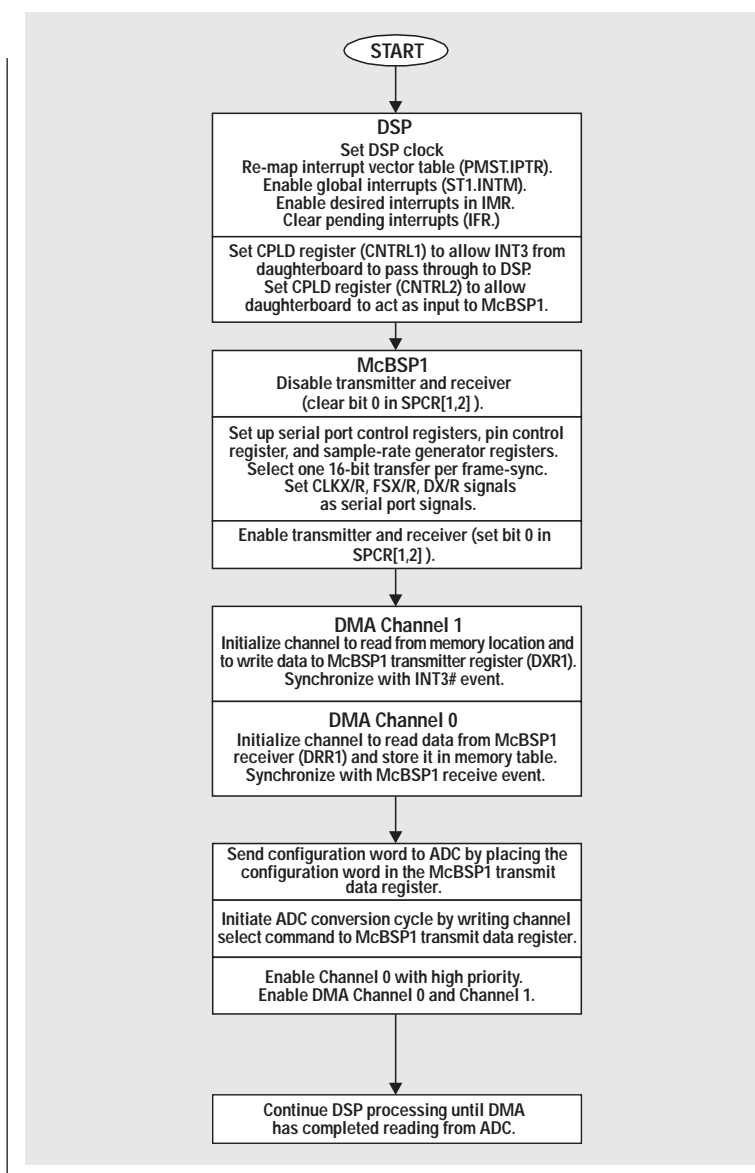 START
DSP
Set DSP clock
Re-map interrupt vector table (PMST.IPTR).
Enable global interrupts (ST1.INTM).
Enable desired interrupts in IMR.
Clear pending interrupts (IFR.)
Set CPLD register (CNTRL1) to allow INT3 from
daughterboard to pass through to DSP.
Set CPLD register (CNTRL2) to allow
daughterboard to act as input to McBSP1.
McBSP1
Disable transmitter and receiver
(clear bit 0 in SPCR[1,2] ).
Set up serial port control registers, pin control
register, and sample-rate generator registers.
Select one 16-bit transfer per frame-sync.
Set CLKX/R, FSX/R, DX/R signals
as serial port signals.
Enable transmitter and receiver (set bit 0 in
SPCR[1,2] ).
DMA Channel 1
Initialize channel to read from memory location and
to write data to McBSP1 transmitter register (DXR1).
Synchronize with INT3# event.
DMA Channel 0
Initialize channel to read data from McBSP1
receiver (DRR1) and store it in memory table.
Synchronize with McBSP1 receive event.
Send configuration word to ADC by placing the
configuration word in the McBSP1 transmit
data register.
Initiate ADC conversion cycle by writing channel
select command to McBSP1 transmit data register.
Enable Channel 0 with high priority.
Enable DMA Channel 0 and Channel 1.
Continue DSP processing until DMA
has completed reading from ADC.